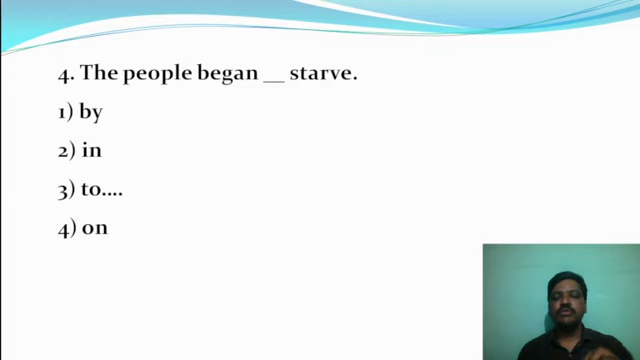 4. The people began __ starve.
1) by
2) in
3) to....
4) on